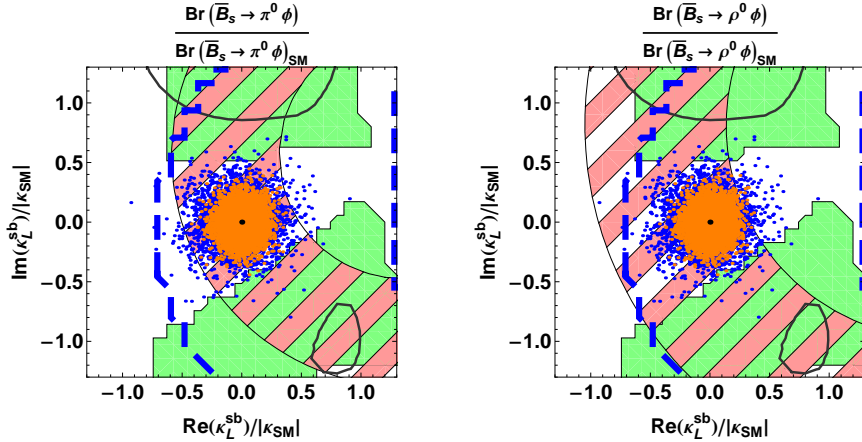 Br (B̅s → π⁰ ϕ)
Br (B̅s → π⁰ ϕ)SM
1.0
0.5
0.0
−0.5
−1.0
Im(κLsb)/|κSM|
−1.0 −0.5 0.0 0.5 1.0
Re(κLsb)/|κSM|
Br (B̅s → ρ⁰ ϕ)
Br (B̅s → ρ⁰ ϕ)SM
1.0
0.5
0.0
−0.5
−1.0
Im(κLsb)/|κSM|
−1.0 −0.5 0.0 0.5 1.0
Re(κLsb)/|κSM|